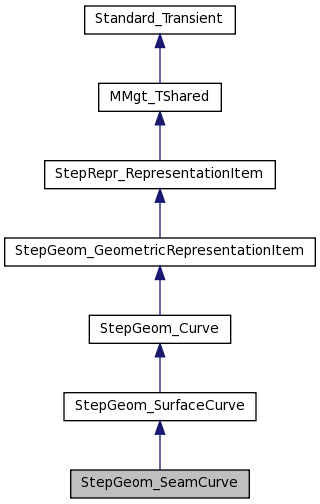 Standard_Transient
MMgt_TShared
StepRepr_RepresentationItem
StepGeom_GeometricRepresentationItem
StepGeom_Curve
StepGeom_SurfaceCurve
StepGeom_SeamCurve